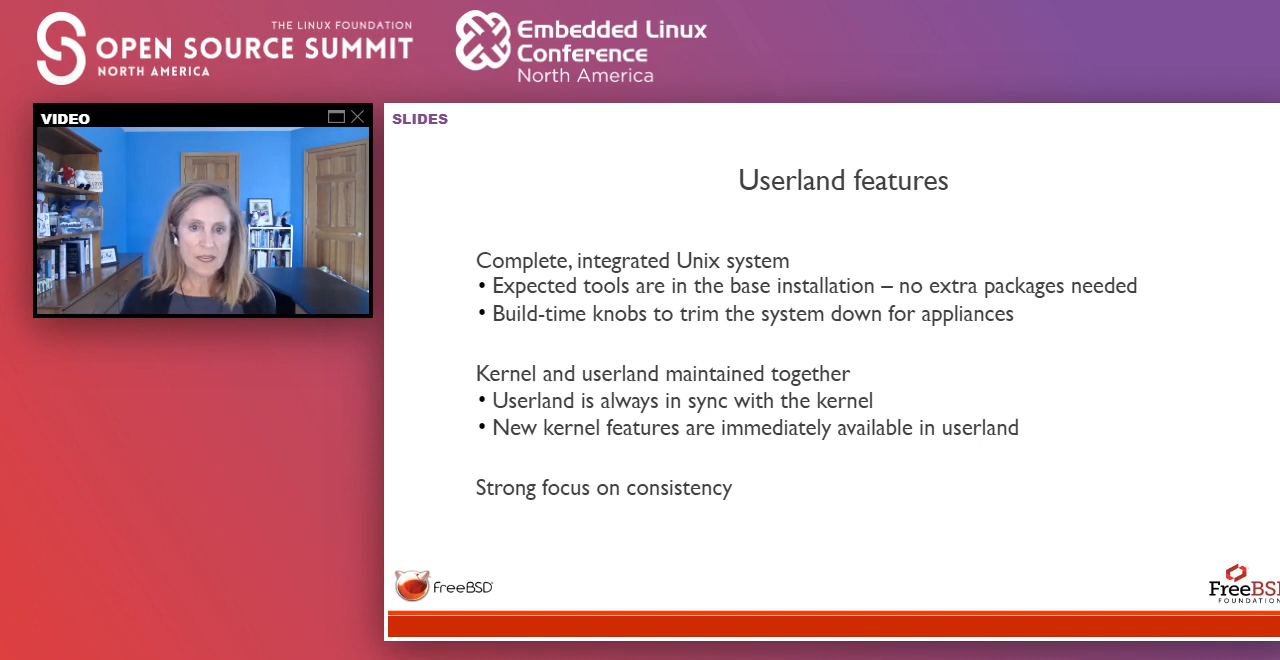 THE LINUX FOUNDATION
OPEN SOURCE SUMMIT
NORTH AMERICA
Embedded Linux
Conference
North America
VIDEO
SLIDES
Userland features
Complete, integrated Unix system
• Expected tools are in the base installation – no extra packages needed
• Build-time knobs to trim the system down for appliances
Kernel and userland maintained together
• Userland is always in sync with the kernel
• New kernel features are immediately available in userland
Strong focus on consistency
FreeBSD
FreeBS
FOUNDATION